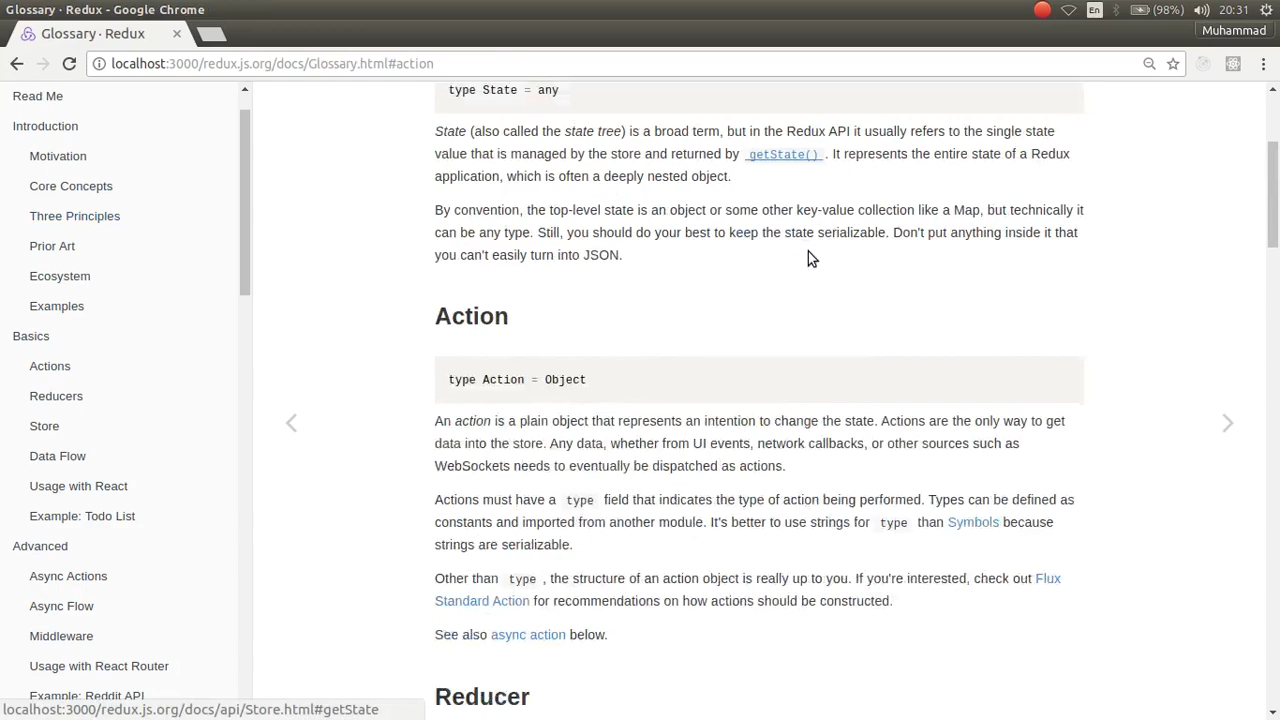 Glossary · Redux - Google Chrome
En
(98%)
20:31
Glossary · Redux
Muhammad
localhost:3000/redux.js.org/docs/Glossary.html#action
Read Me
Introduction
Motivation
Core Concepts
Three Principles
Prior Art
Ecosystem
Examples
Basics
Actions
Reducers
Store
Data Flow
Usage with React
Example: Todo List
Advanced
Async Actions
Async Flow
Middleware
Usage with React Router
Example: Reddit API
type State = any
State (also called the state tree) is a broad term, but in the Redux API it usually refers to the single state
value that is managed by the store and returned by getState() . It represents the entire state of a Redux
application, which is often a deeply nested object.
By convention, the top-level state is an object or some other key-value collection like a Map, but technically it
can be any type. Still, you should do your best to keep the state serializable. Don't put anything inside it that
you can't easily turn into JSON.
Action
type Action = Object
An action is a plain object that represents an intention to change the state. Actions are the only way to get
data into the store. Any data, whether from UI events, network callbacks, or other sources such as
WebSockets needs to eventually be dispatched as actions.
Actions must have a type field that indicates the type of action being performed. Types can be defined as
constants and imported from another module. It's better to use strings for type than Symbols because
strings are serializable.
Other than type , the structure of an action object is really up to you. If you're interested, check out Flux
Standard Action for recommendations on how actions should be constructed.
See also async action below.
Reducer
localhost:3000/redux.js.org/docs/api/Store.html#getState